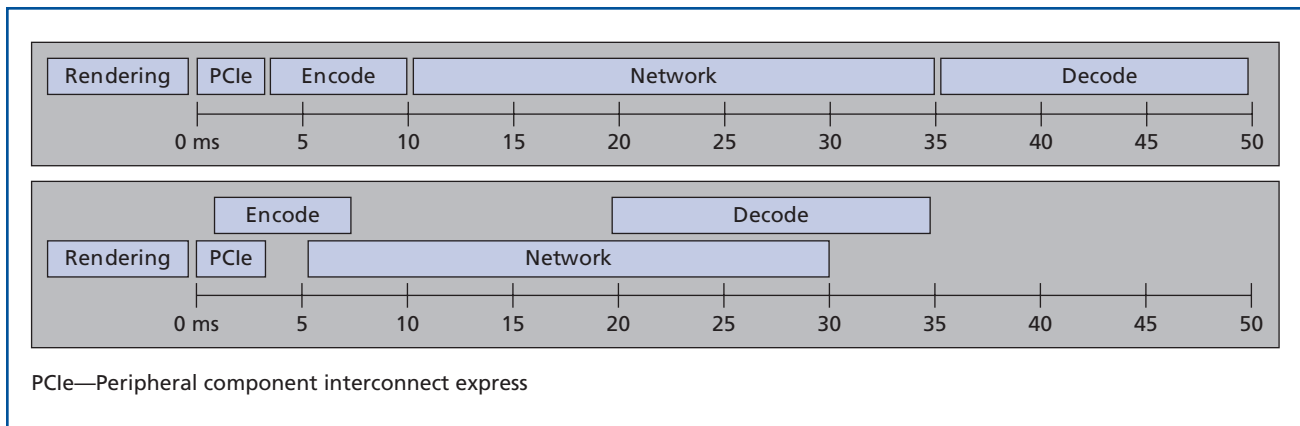 Rendering PCIe Encode Network Decode
0 ms 5 10 15 20 25 30 35 40 45 50
Encode Decode
Rendering PCIe Network
0 ms 5 10 15 20 25 30 35 40 45 50
PCIe—Peripheral component interconnect express